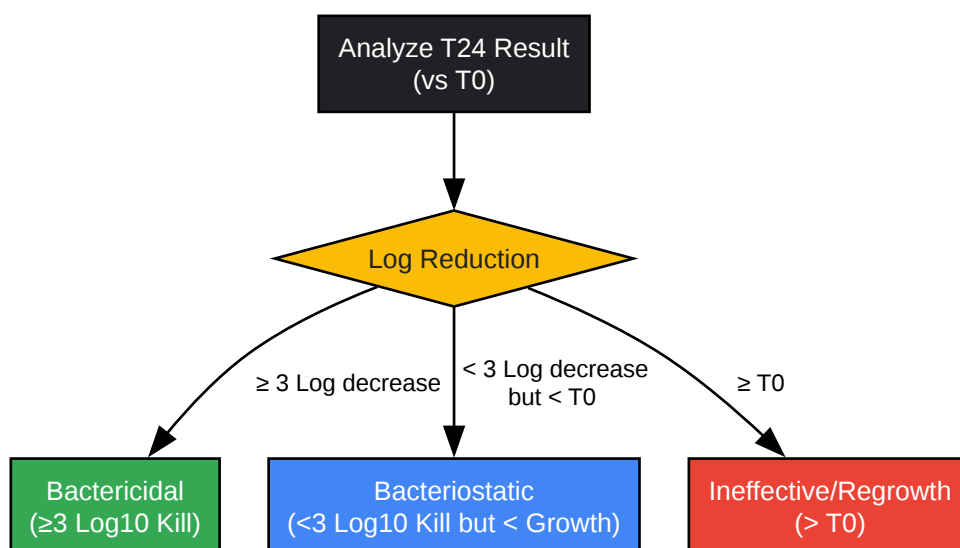 Analyze T24 Result
(vs T0)
Log Reduction
≥ 3 Log decrease
< 3 Log decrease
but < T0
≥ T0
Bactericidal
(≥3 Log10 Kill)
Bacteriostatic
(<3 Log10 Kill but < Growth)
Ineffective/Regrowth
(> T0)